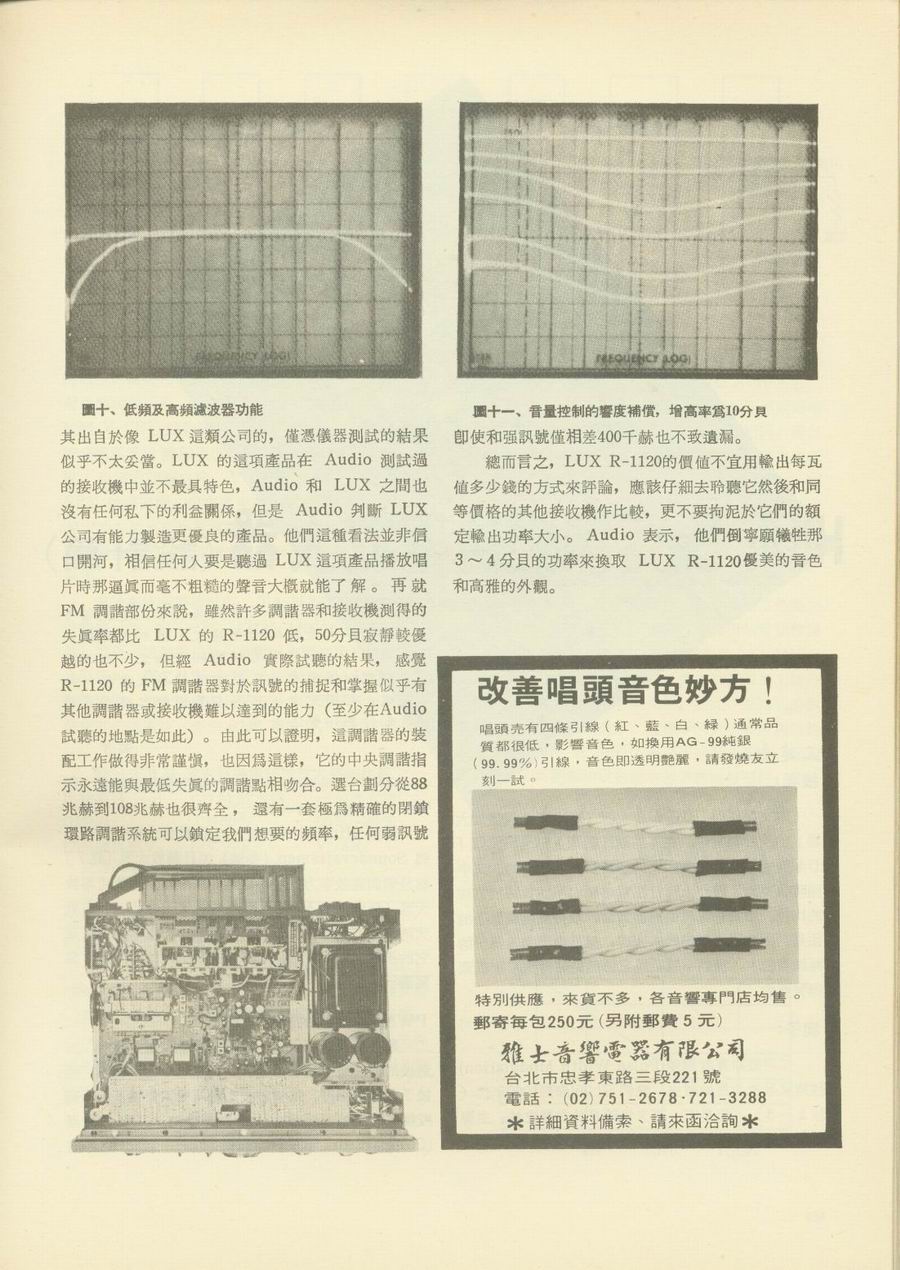 FREQUENCY (LOG)
FREQUENCY (LOG)
圖十、低頻及高頻濾波器功能
其出自於像 LUX 這類公司的，僅憑儀器測試的結果
似乎不太妥當。LUX 的這項產品在 Audio 測試過
的接收機中並不最具特色，Audio 和 LUX 之間也
沒有任何私下的利益關係，但是 Audio 判斷 LUX
公司有能力製造更優良的產品。他們這種看法並非信
口開河，相信任何人要是聽過 LUX 這項產品播放唱
片時那逼眞而毫不粗糙的聲音大概就能了解。再就
FM 調諧部份來說，雖然許多調諧器和接收機測得的
失眞率都比 LUX 的 R-1120 低，50分貝寂靜較優
越的也不少，但經 Audio 實際試聽的結果，感覺
R-1120 的 FM 調諧器對於訊號的捕捉和掌握似乎有
其他調諧器或接收機難以達到的能力（至少在Audio
試聽的地點是如此）。由此可以證明，這調諧器的裝
配工作做得非常謹愼，也因爲這樣，它的中央調諧指
示永遠能與最低失眞的調諧點相吻合。選台劃分從88
兆赫到108兆赫也很齊全，還有一套極爲精確的閉鎖
環路調諧系統可以鎖定我們想要的頻率，任何弱訊號
圖十一、音量控制的響度補償，增高率爲10分貝
卽使和强訊號僅相差400千赫也不致遺漏。
總而言之，LUX R-1120的價値不宜用輸出每瓦
値多少錢的方式來評論，應該仔細去聆聽它然後和同
等價格的其他接收機作比較，更不要拘泥於它們的額
定輸出功率大小。Audio 表示，他們倒寧願犧牲那
3～4分貝的功率來換取 LUX R-1120優美的音色
和高雅的外觀。
改善唱頭音色妙方！
唱頭売有四條引線（紅、藍、白、緑）通常品
質都很低，影響音色，如換用AG-99純銀
（99.99%）引線，音色即透明艷麗，請發燒友立
刻一試。
特別供應，來貨不多，各音響專門店均售。
郵寄每包250元（另附郵費5元）
雅士音響電器有限公司
台北市忠孝東路三段221號
電話：(02)751-2678·721-3288
＊詳細資料備索、請來函洽詢＊